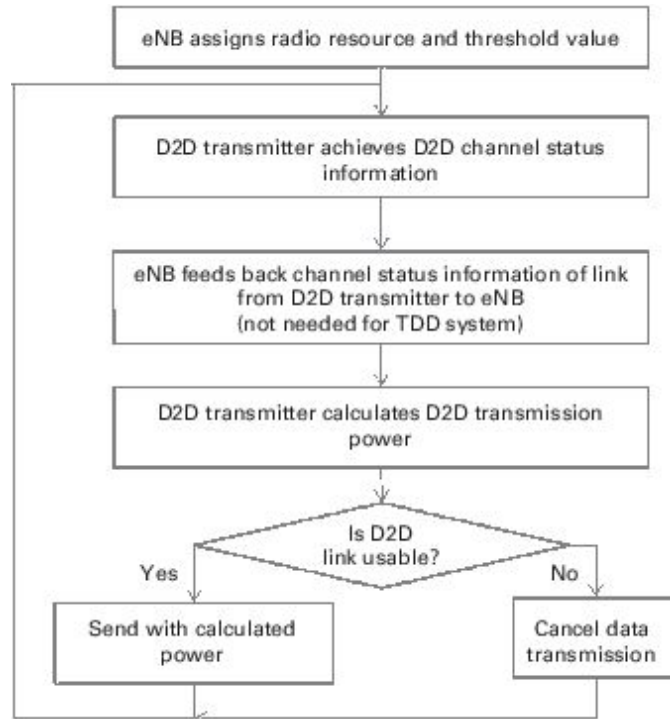 eNB assigns radio resource and threshold value
D2D transmitter achieves D2D channel status
information
eNB feeds back channel status information of link
from D2D transmitter to eNB
(not needed for TDD system)
D2D transmitter calculates D2D transmission
power
Is D2D
link usable?
Yes
No
Send with calculated
power
Cancel data
transmission